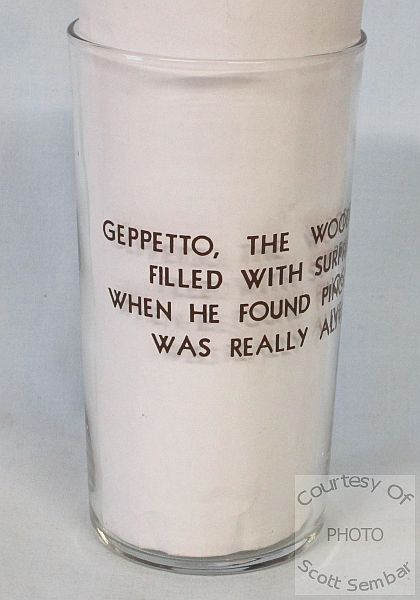 GEPPETTO, THE
FILLED WITH
WHEN HE FOUND
WAS REALLY
Courtesy Of
PHOTO
Scott Sembar